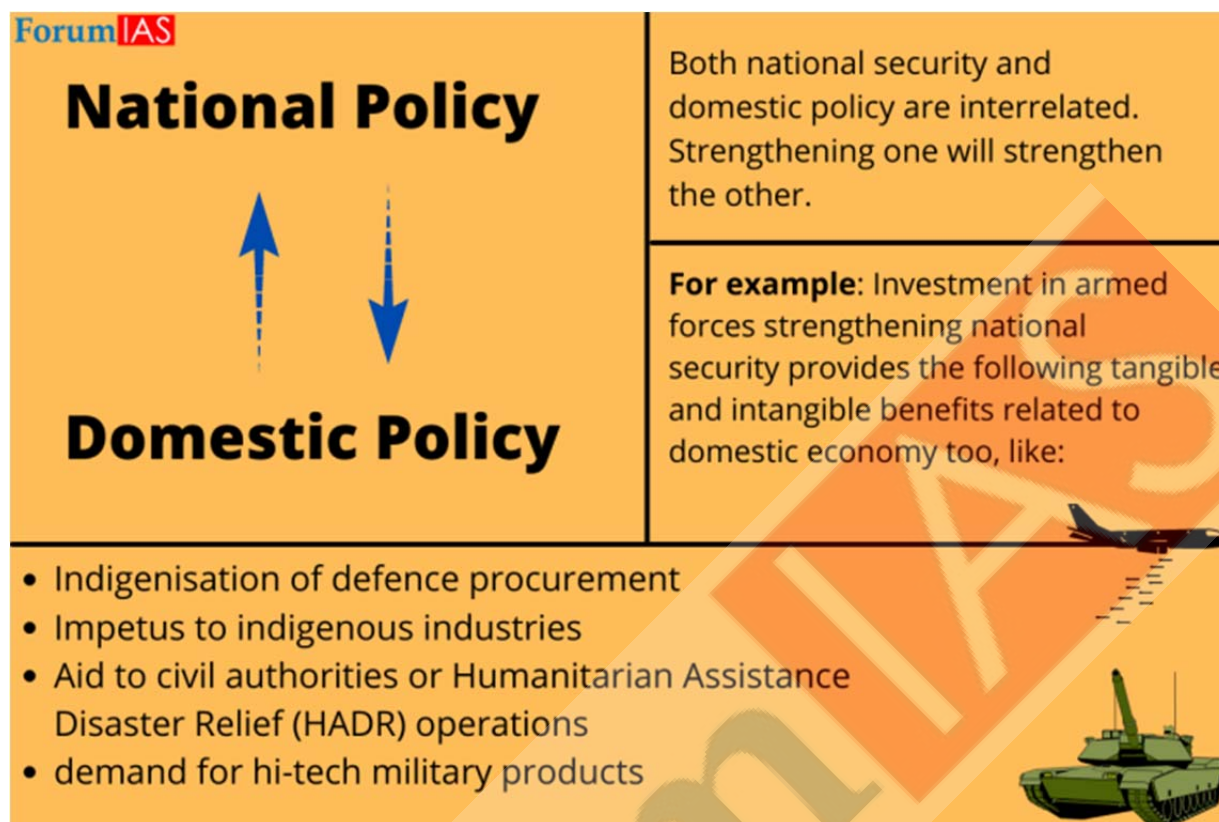 ForumIAS
National Policy
Domestic Policy
Both national security and
domestic policy are interrelated.
Strengthening one will strengthen
the other.
For example: Investment in armed
forces strengthening national
security provides the following tangible
and intangible benefits related to
domestic economy too, like:
• Indigenisation of defence procurement
• Impetus to indigenous industries
• Aid to civil authorities or Humanitarian Assistance
Disaster Relief (HADR) operations
• demand for hi-tech military products
mIAS